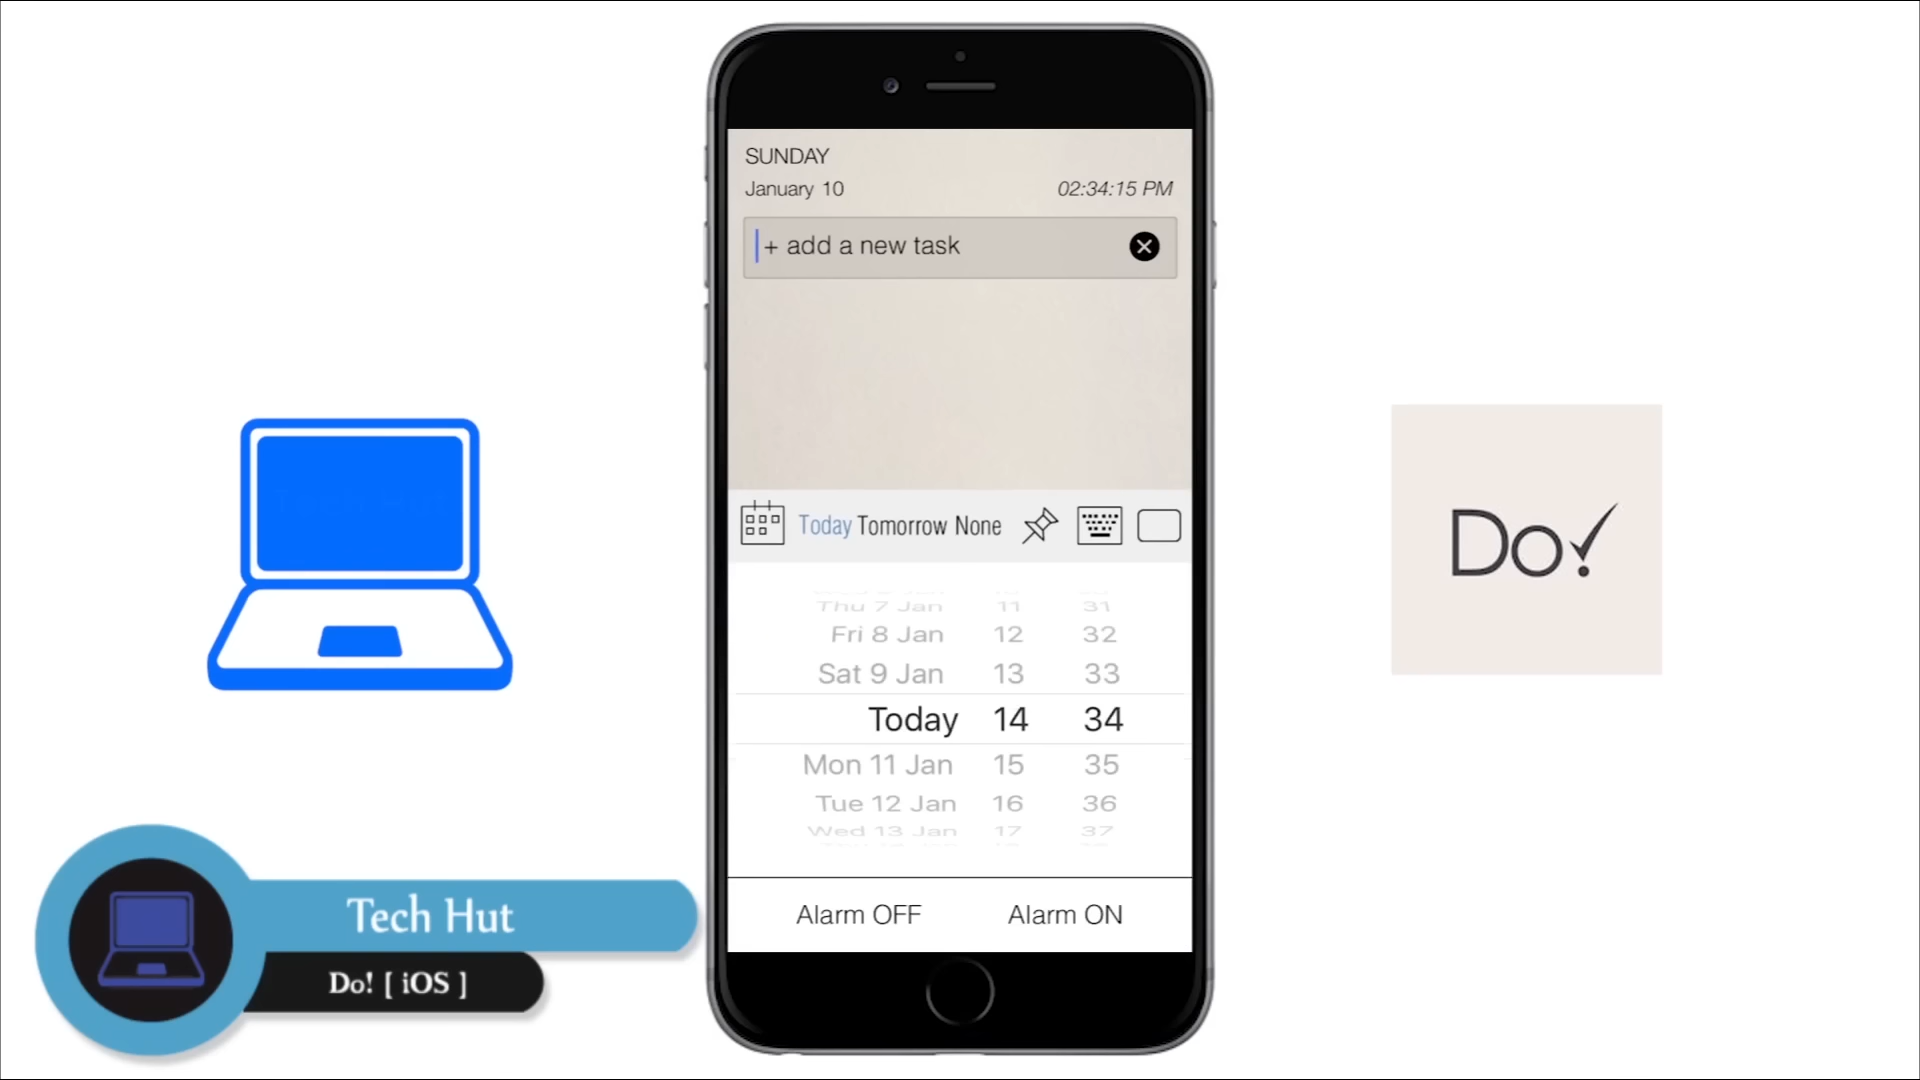 SUNDAY
January 10
02:34:15 PM
+ add a new task
Today Tomorrow None
Thu 7 Jan 11 31
Fri 8 Jan 12 32
Sat 9 Jan 13 33
Today 14 34
Mon 11 Jan 15 35
Tue 12 Jan 16 36
Wed 13 Jan 17 37
Alarm OFF Alarm ON
Do!
Tech Hut
Do! [ iOS ]